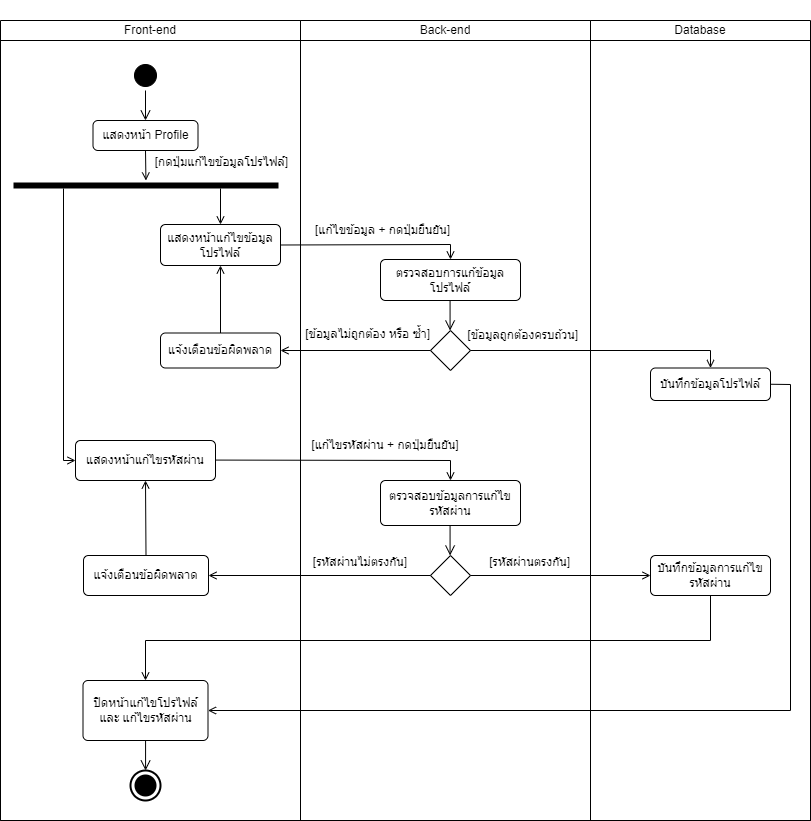 Front-end
Back-end
Database
แสดงหน้า Profile
[กดปุ่มแก้ไขข้อมูลโปรไฟล์]
แสดงหน้าแก้ไขข้อมูล
โปรไฟล์
[แก้ไขข้อมูล + กดปุ่มยืนยัน]
ตรวจสอบการแก้ข้อมูล
โปรไฟล์
[ข้อมูลไม่ถูกต้อง หรือ ซ้ำ]
[ข้อมูลถูกต้องครบถ้วน]
แจ้งเตือนข้อผิดพลาด
บันทึกข้อมูลโปรไฟล์
แสดงหน้าแก้ไขรหัสผ่าน
[แก้ไขรหัสผ่าน + กดปุ่มยืนยัน]
ตรวจสอบข้อมูลการแก้ไข
รหัสผ่าน
[รหัสผ่านไม่ตรงกัน]
[รหัสผ่านตรงกัน]
แจ้งเตือนข้อผิดพลาด
บันทึกข้อมูลการแก้ไข
รหัสผ่าน
ปิดหน้าแก้ไขโปรไฟล์
และ แก้ไขรหัสผ่าน